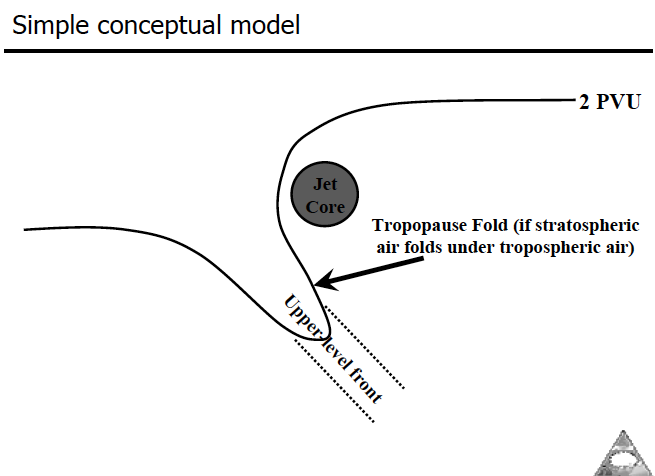 Simple conceptual model
2 PVU
Jet
Core
Tropopause Fold (if stratospheric
air folds under tropospheric air)
Upper-level front